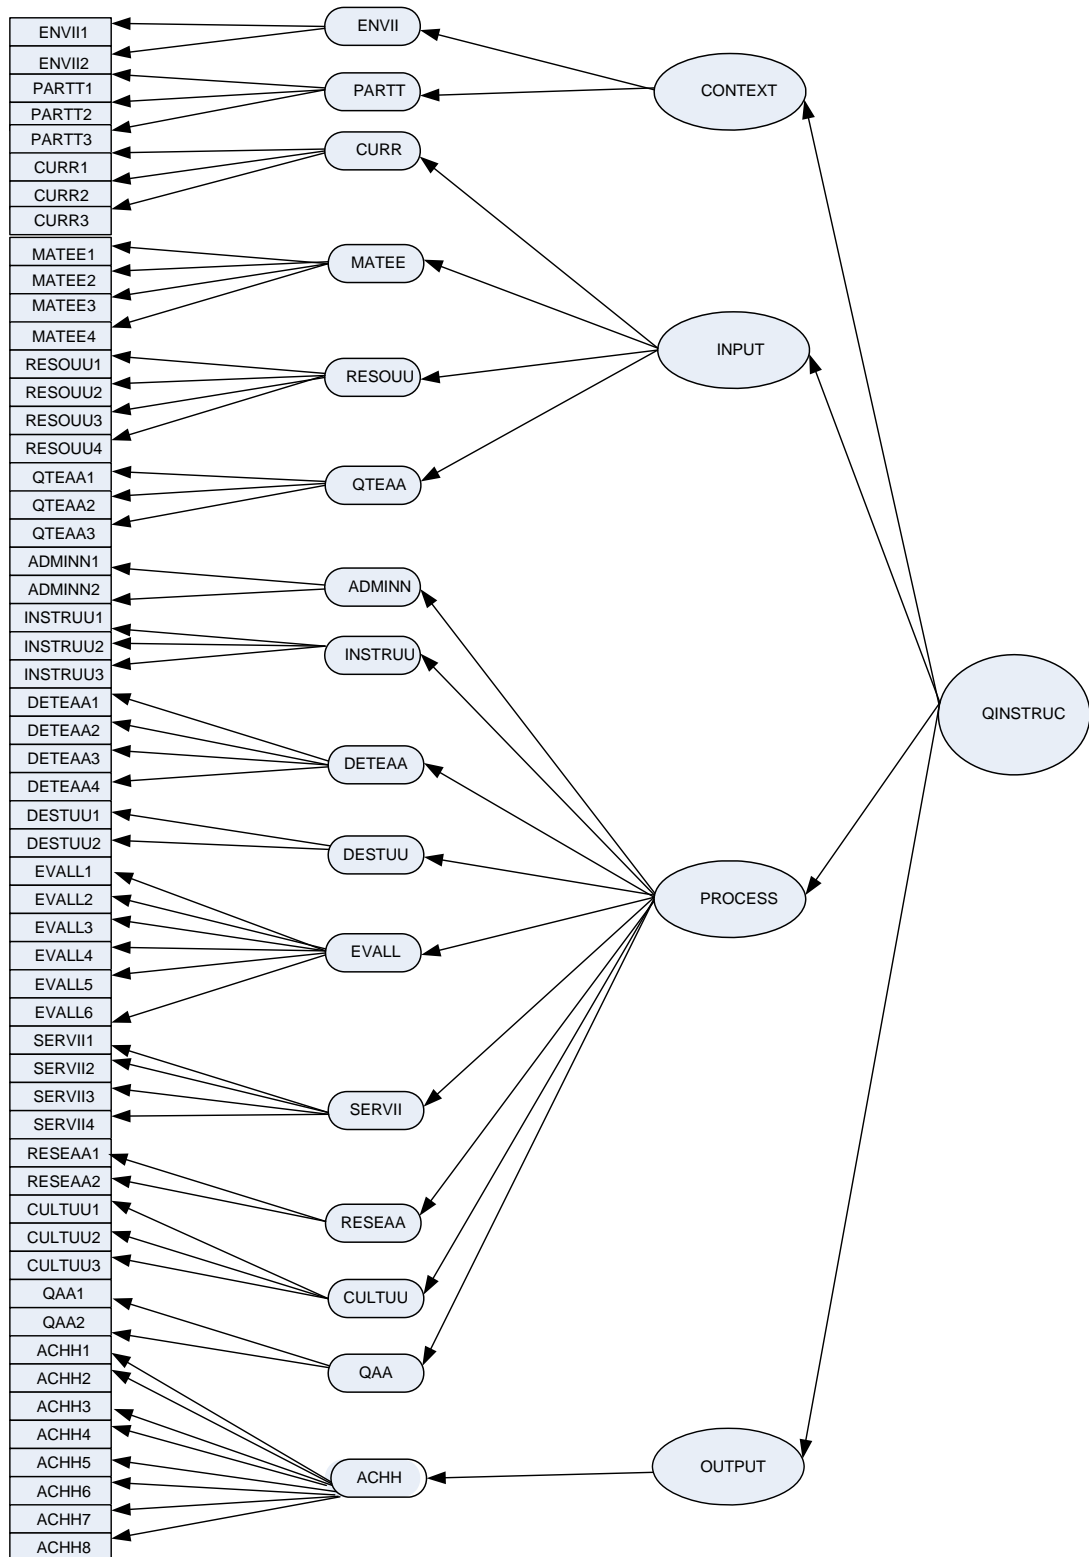 ENVII1
ENVII2
PARTT1
PARTT2
PARTT3
CURR1
CURR2
CURR3
MATEE1
MATEE2
MATEE3
MATEE4
RESOUU1
RESOUU2
RESOUU3
RESOUU4
QTEAA1
QTEAA2
QTEAA3
ADMINN1
ADMINN2
INSTRUU1
INSTRUU2
INSTRUU3
DETEAA1
DETEAA2
DETEAA3
DETEAA4
DESTUU1
DESTUU2
EVALL1
EVALL2
EVALL3
EVALL4
EVALL5
EVALL6
SERVII1
SERVII2
SERVII3
SERVII4
RESEAA1
RESEAA2
CULTUU1
CULTUU2
CULTUU3
QAA1
QAA2
ACHH1
ACHH2
ACHH3
ACHH4
ACHH5
ACHH6
ACHH7
ACHH8
ENVII
PARTT
CURR
MATEE
RESOUU
QTEAA
ADMINN
INSTRUU
DETEAA
DESTUU
EVALL
SERVII
RESEAA
CULTUU
QAA
ACHH
CONTEXT
INPUT
PROCESS
OUTPUT
QINSTRUC